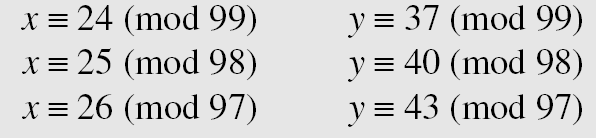 x ≡ 24 (mod 99) y ≡ 37 (mod 99)
x ≡ 25 (mod 98) y ≡ 40 (mod 98)
x ≡ 26 (mod 97) y ≡ 43 (mod 97)